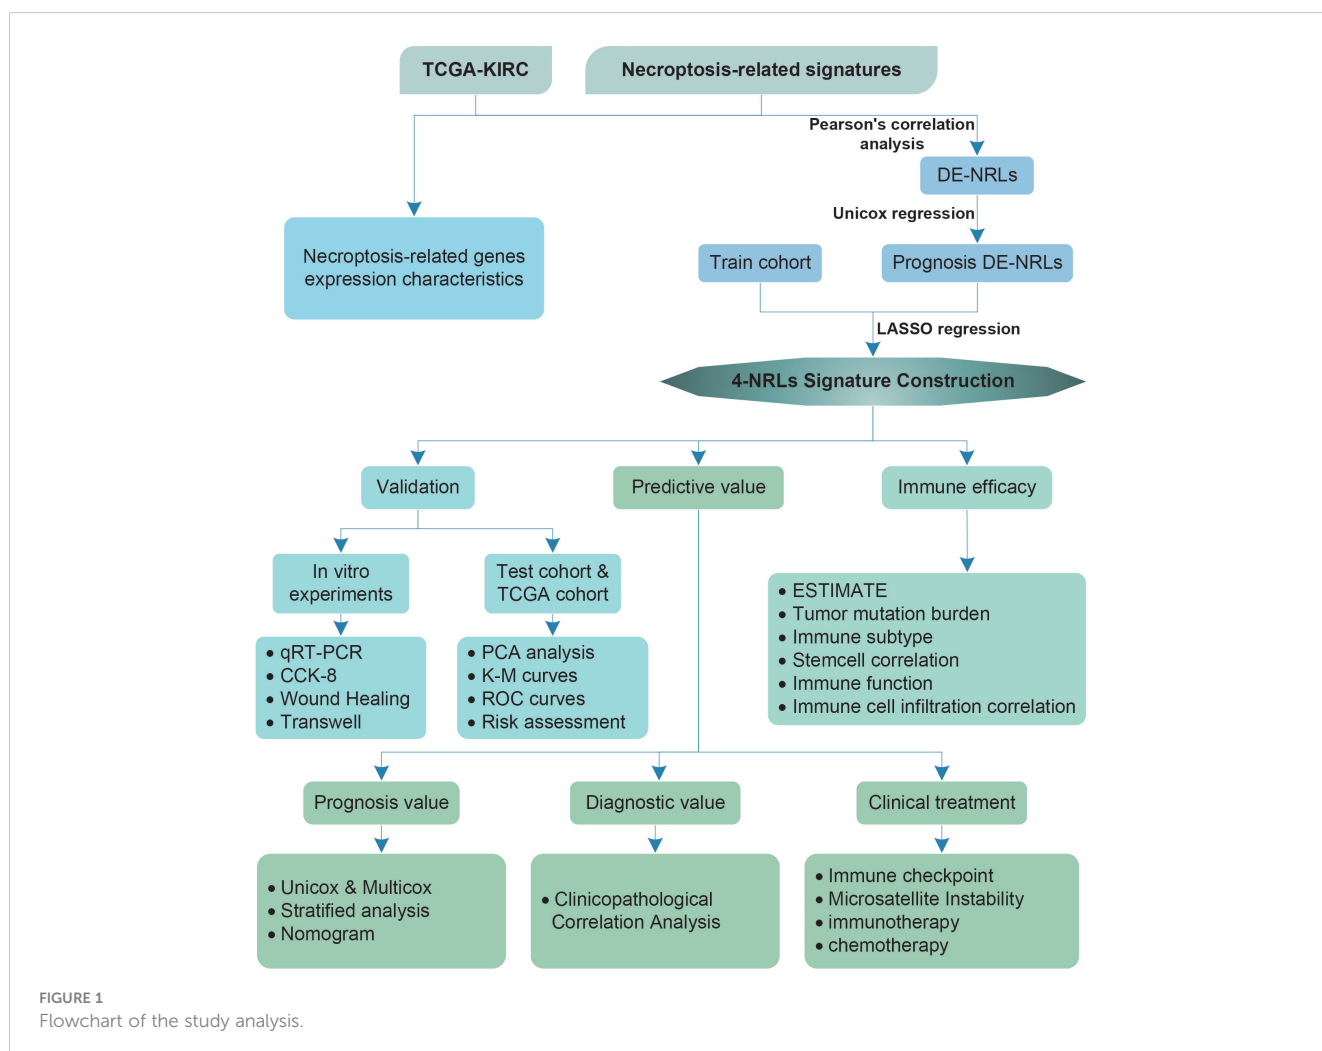 TCGA-KIRC
Necroptosis-related signatures
Pearson's correlation
analysis
DE-NRLs
Unicox regression
Necroptosis-related genes
expression characteristics
Train cohort
Prognosis DE-NRLs
LASSO regression
4-NRLs Signature Construction
Validation
Predictive value
Immune efficacy
In vitro
experiments
Test cohort &
TCGA cohort
• ESTIMATE
• Tumor mutation burden
• Immune subtype
• Stemcell correlation
• Immune function
• Immune cell infiltration correlation
• qRT-PCR
• CCK-8
• Wound Healing
• Transwell
• PCA analysis
• K-M curves
• ROC curves
• Risk assessment
Prognosis value
Diagnostic value
Clinical treatment
• Unicox & Multicox
• Stratified analysis
• Nomogram
• Clinicopathological
Correlation Analysis
• Immune checkpoint
• Microsatellite Instability
• immunotherapy
• chemotherapy
FIGURE 1
Flowchart of the study analysis.